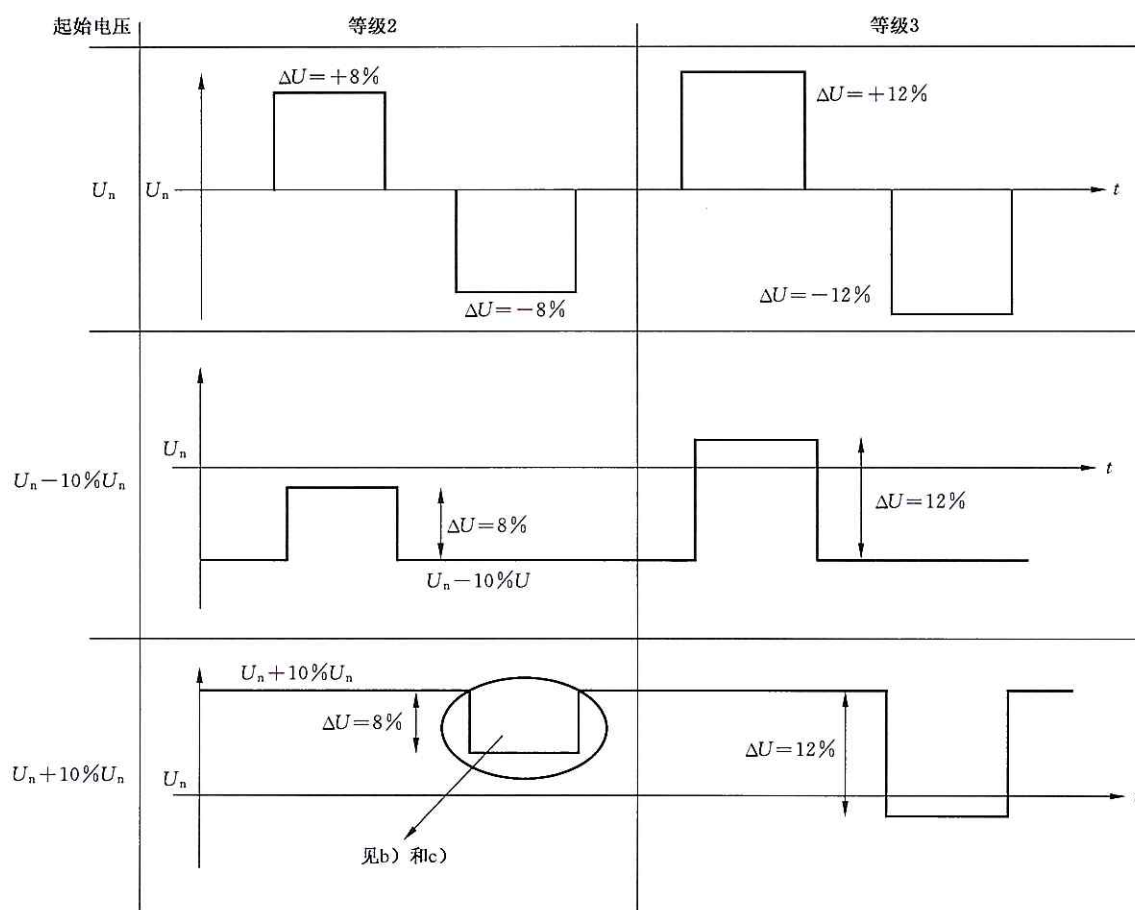 起始电压 等级2 等级3
ΔU=+8%
ΔU=+12%
Uₙ Uₙ t
ΔU=-8%
ΔU=-12%
Uₙ
t
Uₙ-10%Uₙ
ΔU=8%
ΔU=12%
Uₙ-10%U
Uₙ+10%Uₙ
ΔU=8%
ΔU=12%
Uₙ+10%Uₙ Uₙ
见b）和c）